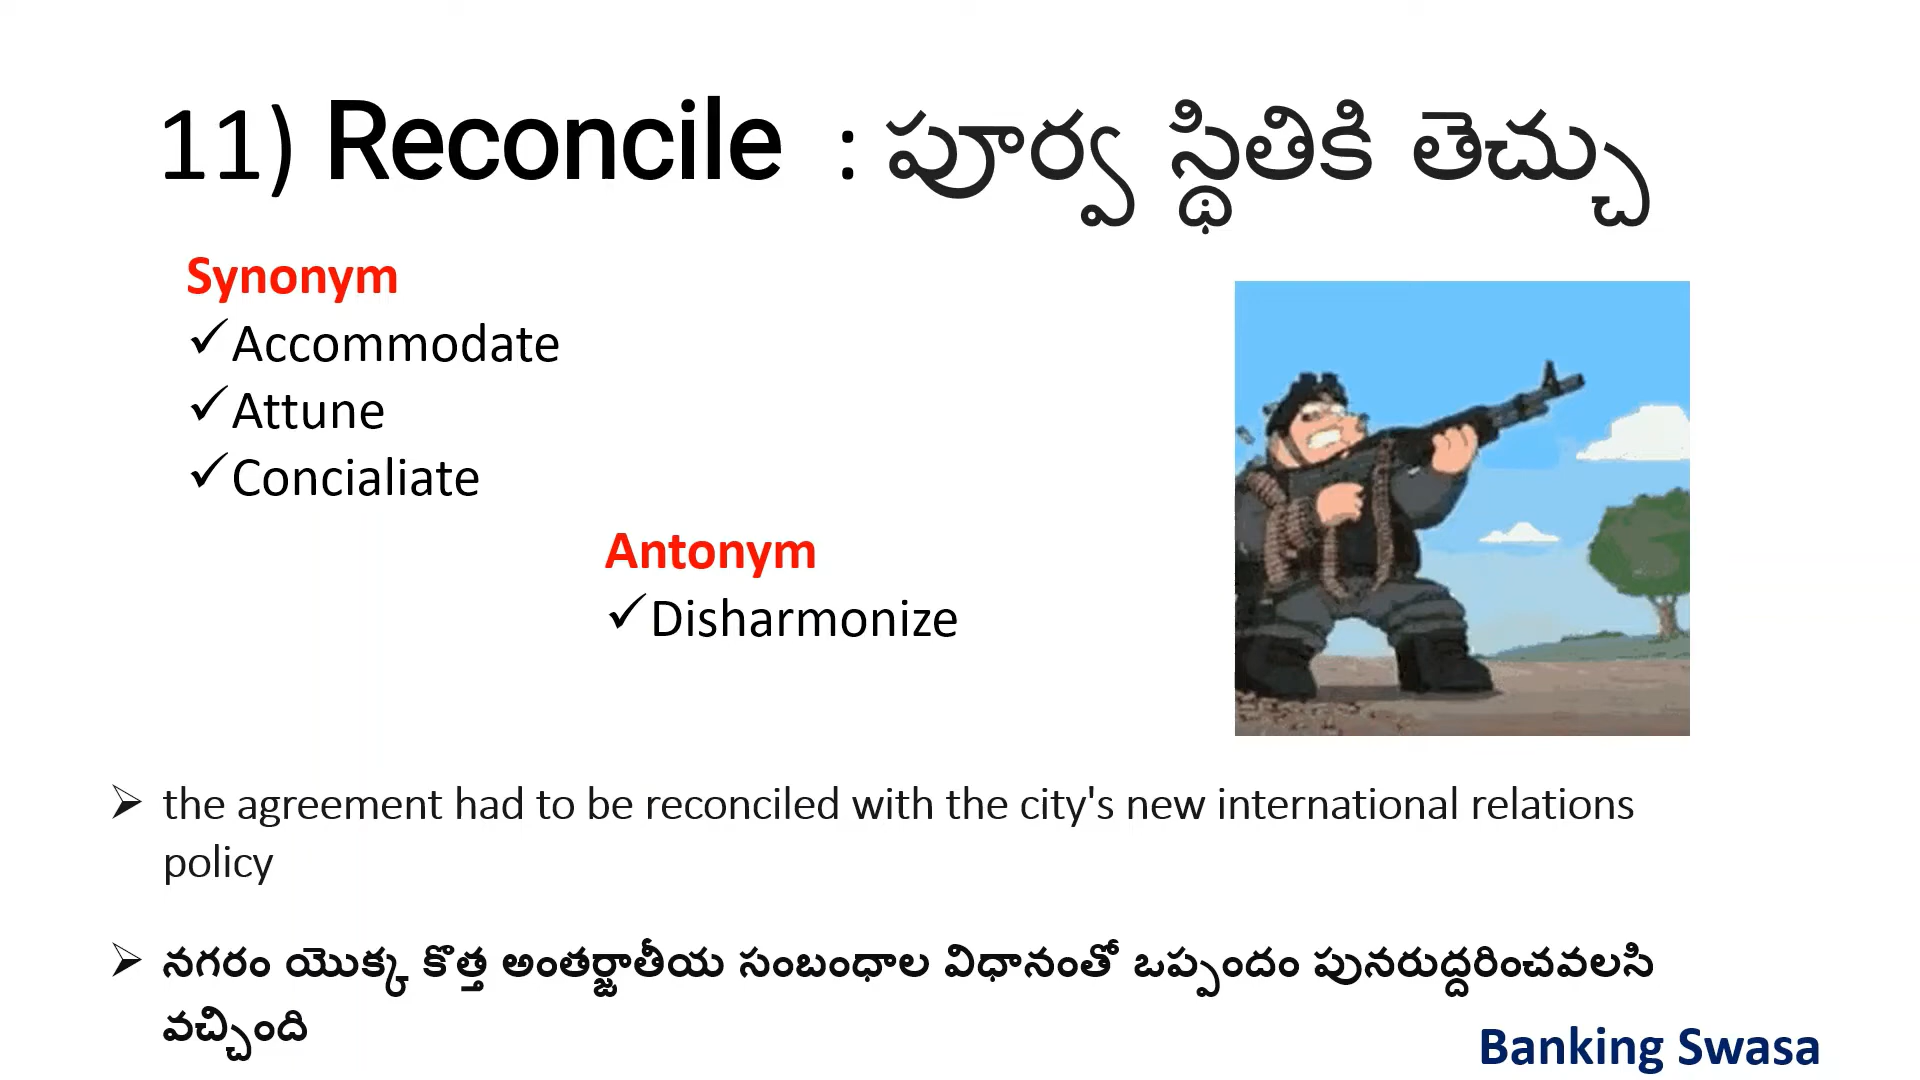 11) Reconcile : పూర్వ స్థితికి తెచ్చు
Synonym
✓Accommodate
✓Attune
✓Concialiate
Antonym
✓Disharmonize
➢ the agreement had to be reconciled with the city's new international relations
policy
➢ నగరం యొక్క కొత్త అంతర్జాతీయ సంబంధాల విధానంతో ఒప్పందం పునరుద్దరించవలసి
వచ్చింది
Banking Swasa